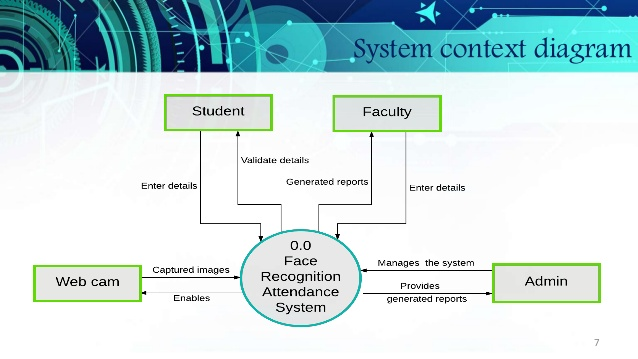 System context diagram
Student
Faculty
Validate details
Enter details
Generated reports
Enter details
0.0
Face
Recognition
Attendance
System
Web cam
Captured images
Enables
Manages the system
Provides
generated reports
Admin
7